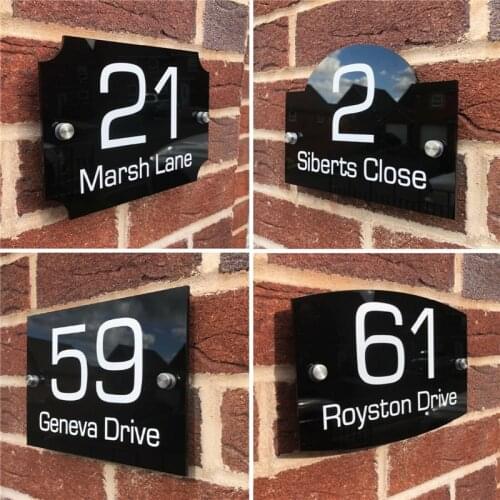 21
Marsh Lane
2
Siberts Close
59
Geneva Drive
61
Royston Drive